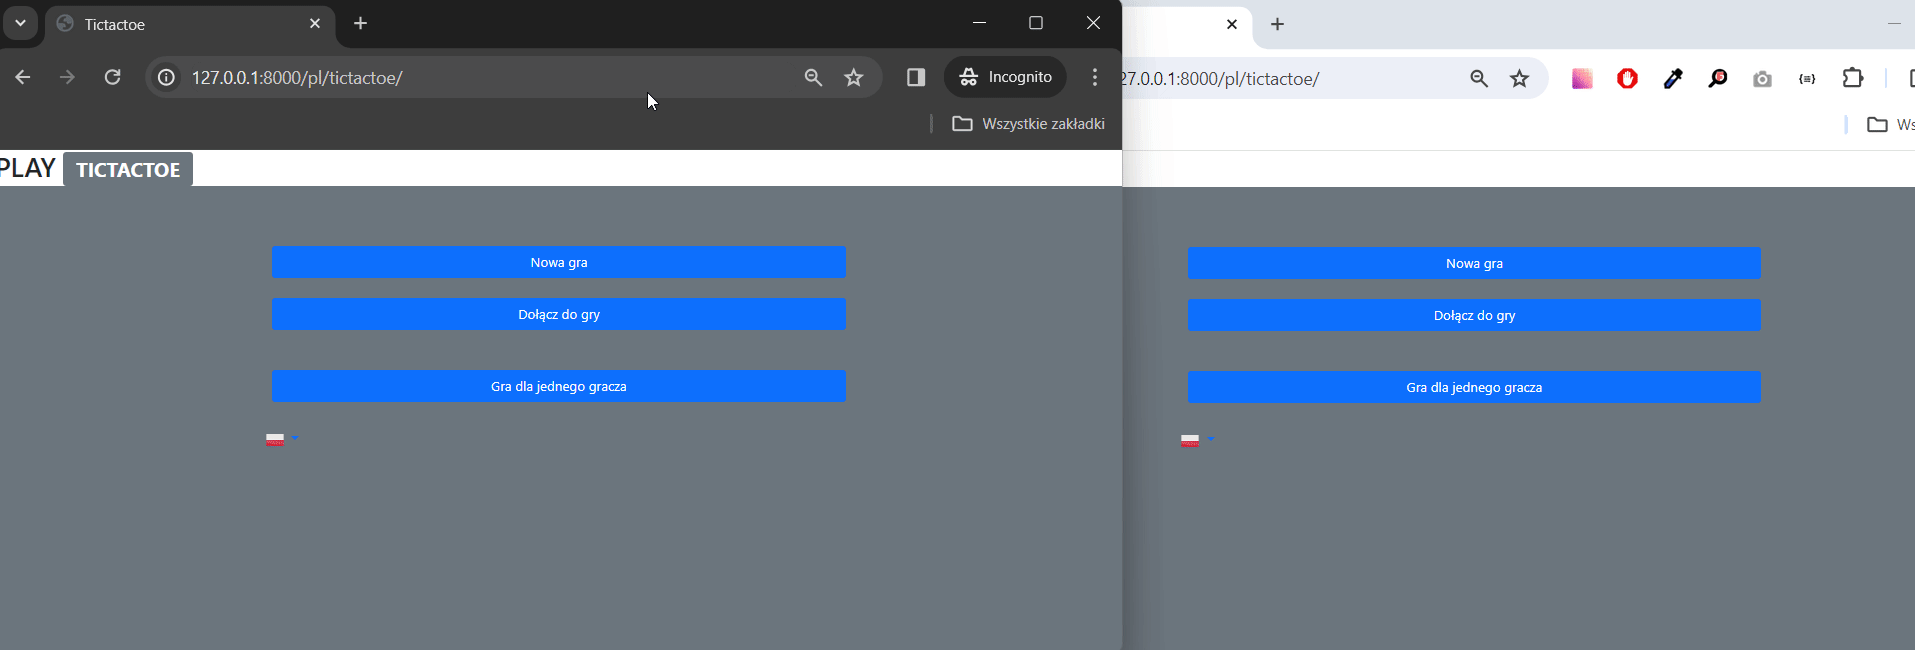 Tictactoe
127.0.0.1:8000/pl/tictactoe/
Incognito
Wszystkie zakładki
PLAY TICTACTOE
Nowa gra
Dołącz do gry
Gra dla jednego gracza
27.0.0.1:8000/pl/tictactoe/
Ws
Nowa gra
Dołącz do gry
Gra dla jednego gracza